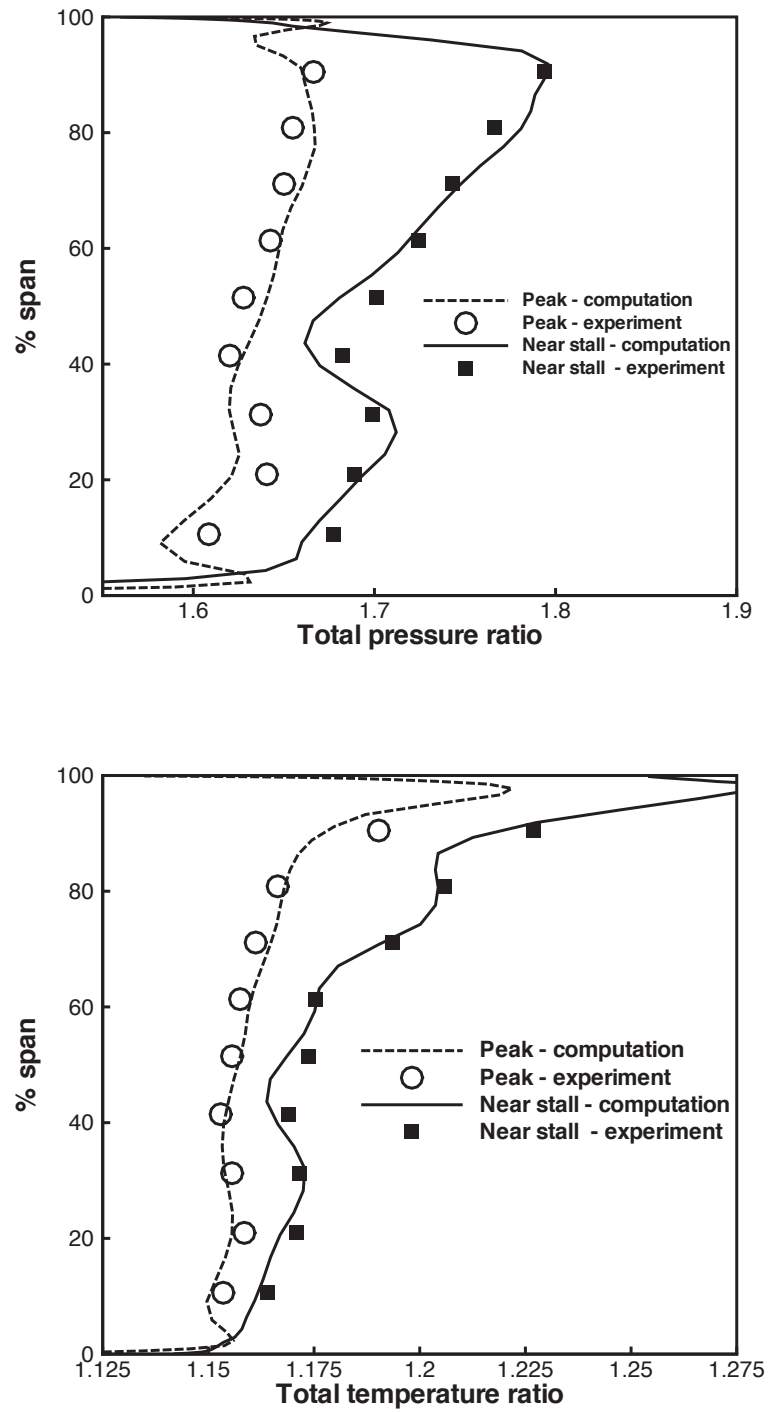 100
80
60
40
20
0
% span
Peak - computation
Peak - experiment
Near stall - computation
Near stall - experiment
1.6 1.7 1.8 1.9
Total pressure ratio
100
80
60
40
20
0
% span
Peak - computation
Peak - experiment
Near stall - computation
Near stall - experiment
1.125 1.15 1.175 1.2 1.225 1.25 1.275
Total temperature ratio